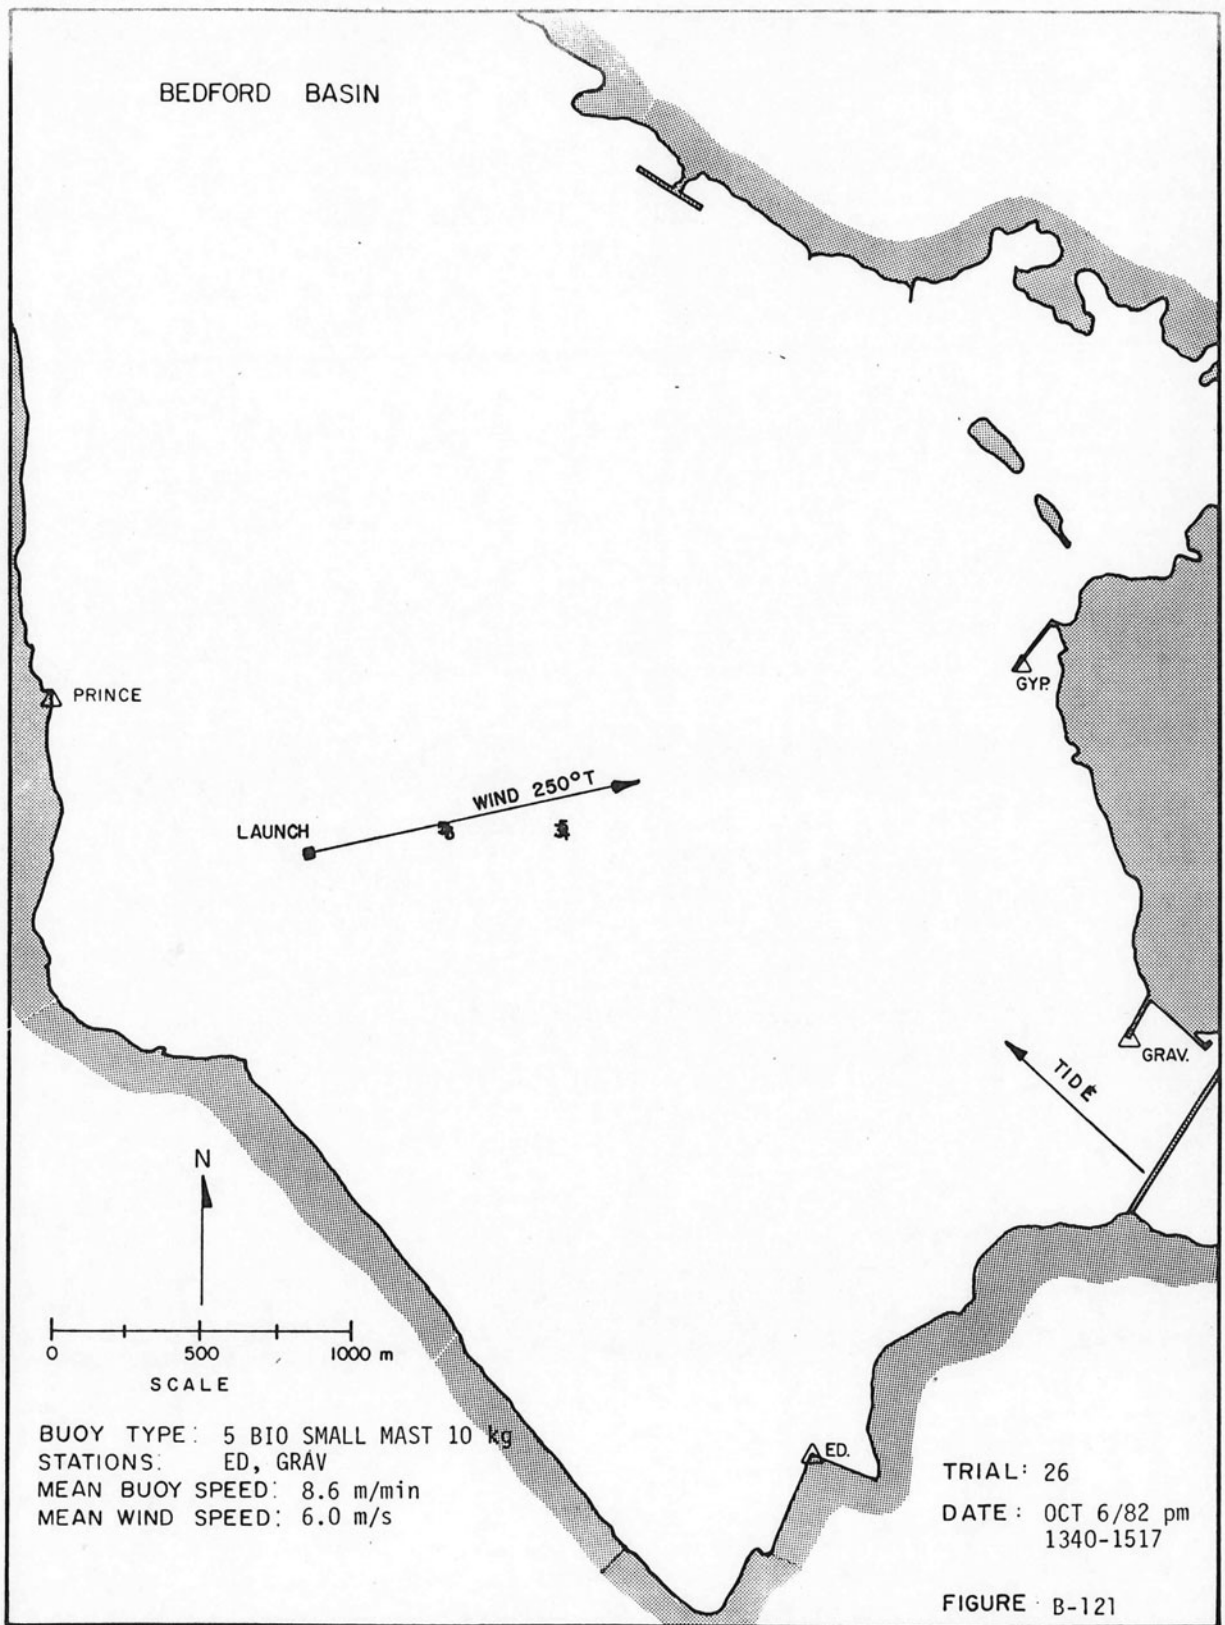 BEDFORD BASIN
PRINCE
GYP.
WIND 250°T
LAUNCH
GRAV.
TIDE
N
0 500 1000 m
SCALE
ED.
BUOY TYPE: 5 BIO SMALL MAST 10 kg
STATIONS: ED, GRAV
MEAN BUOY SPEED: 8.6 m/min
MEAN WIND SPEED: 6.0 m/s
TRIAL: 26
DATE: OCT 6/82 pm
1340-1517
FIGURE B-121